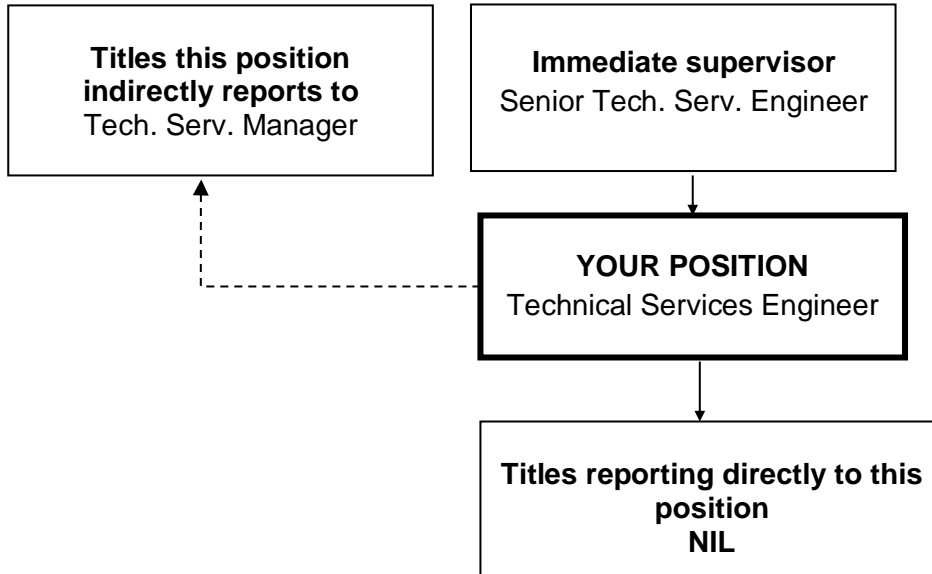 Titles this position
indirectly reports to
Tech. Serv. Manager
Immediate supervisor
Senior Tech. Serv. Engineer
YOUR POSITION
Technical Services Engineer
Titles reporting directly to this
position
NIL